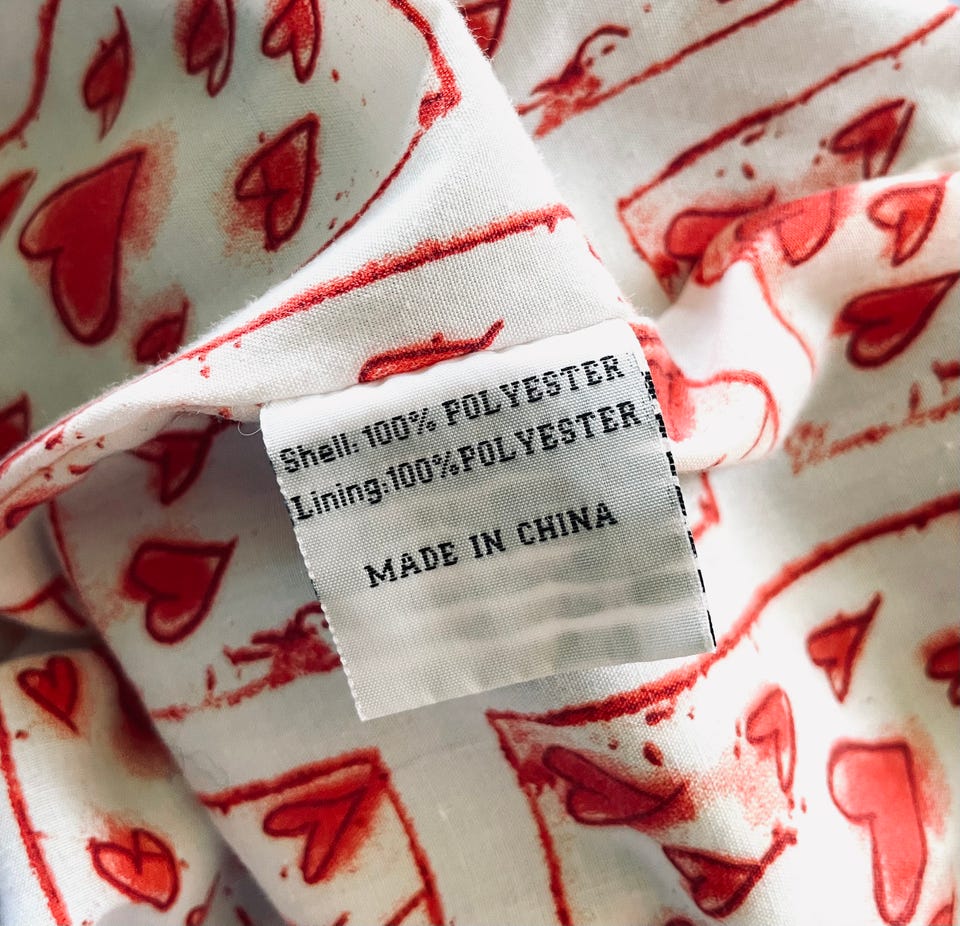 Shell: 100% POLYESTER
Lining:100%POLYESTER
MADE IN CHINA